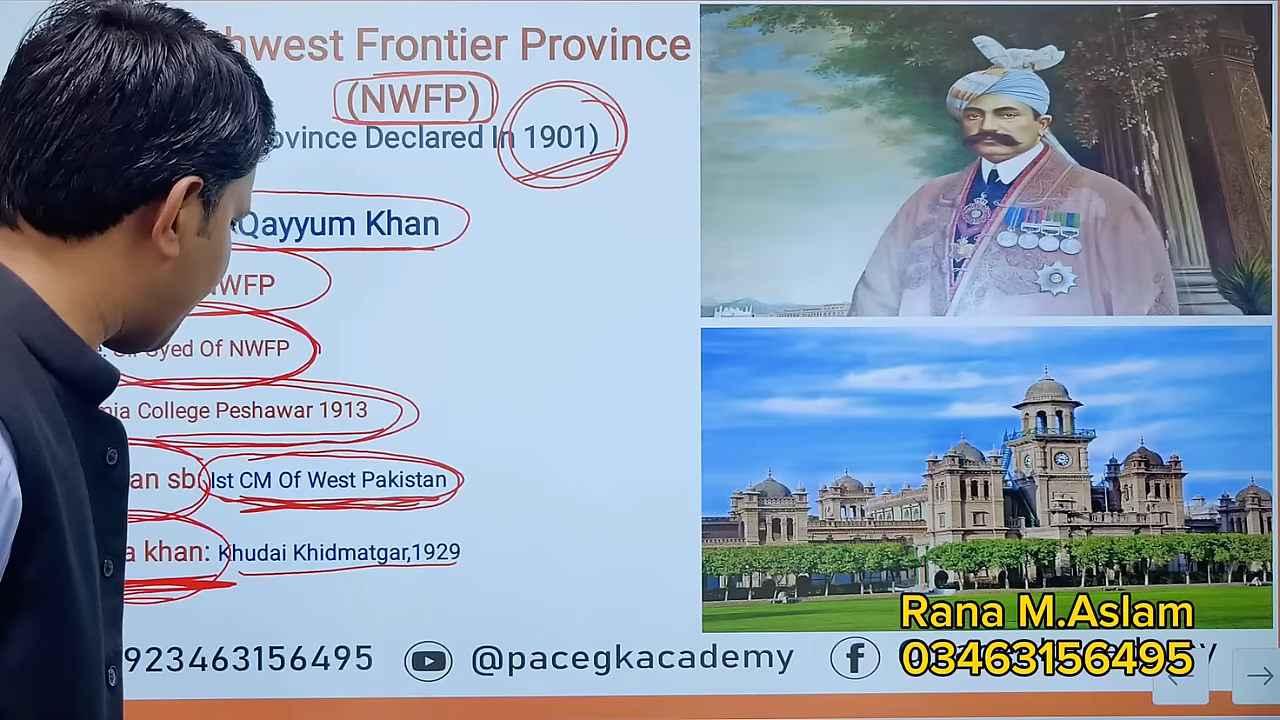 hwest Frontier Province
(NWFP)
ovince Declared In 1901)
Qayyum Khan
NWFP
Syed Of NWFP
nia College Peshawar 1913
an sb: Ist CM Of West Pakistan
a khan: Khudai Khidmatgar,1929
Rana M.Aslam
923463156495 @pacegkacademy
03463156495